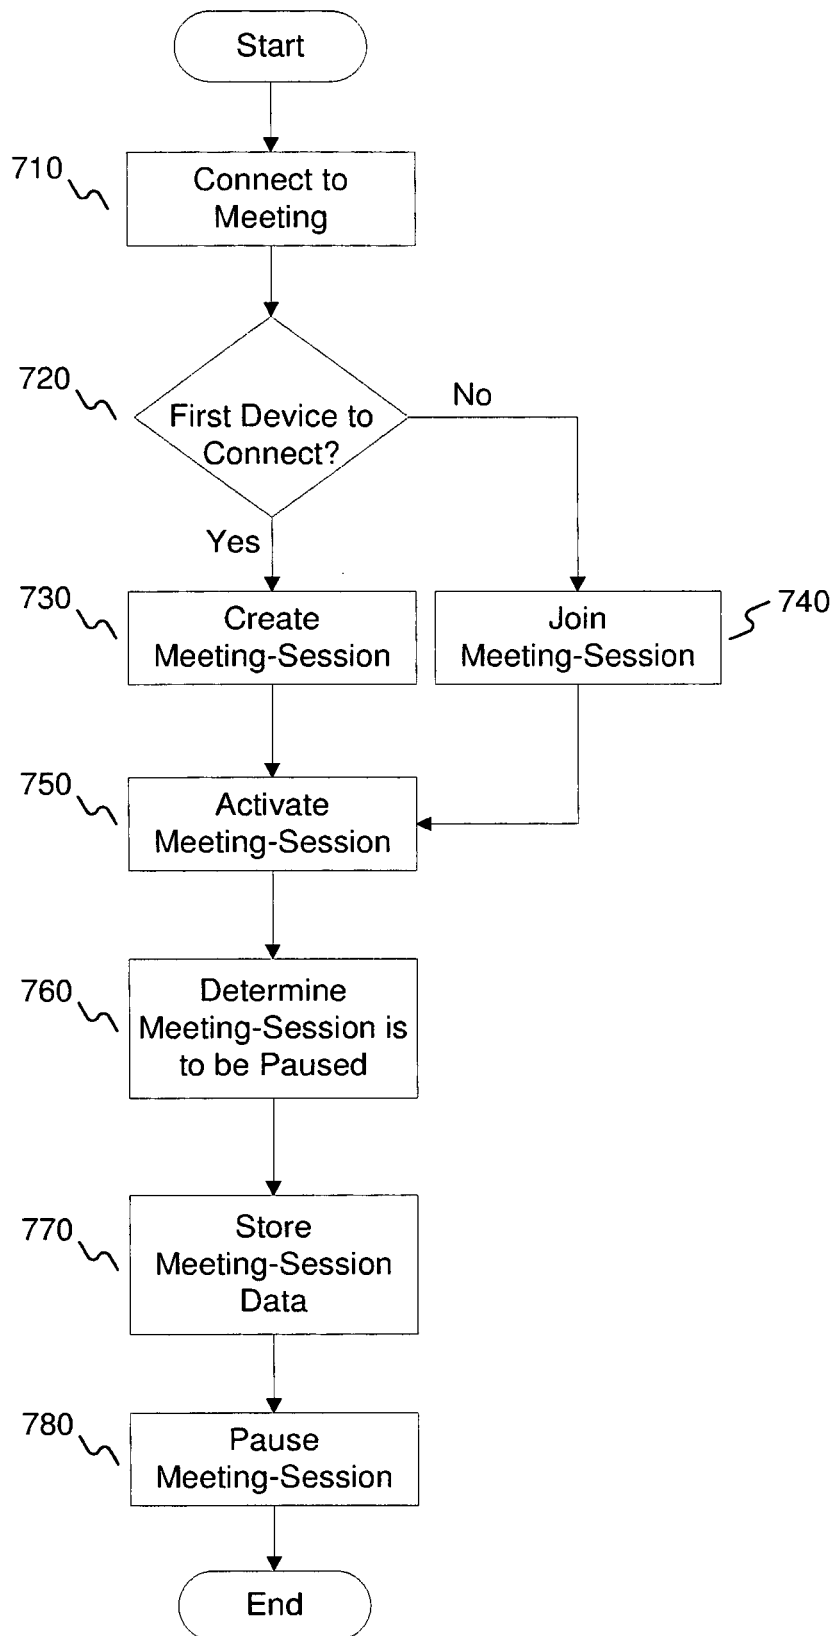 Start
710
Connect to
Meeting
720
First Device to
Connect?
No
Yes
730
Create
Meeting-Session
Join
Meeting-Session
740
750
Activate
Meeting-Session
760
Determine
Meeting-Session is
to be Paused
770
Store
Meeting-Session
Data
780
Pause
Meeting-Session
End